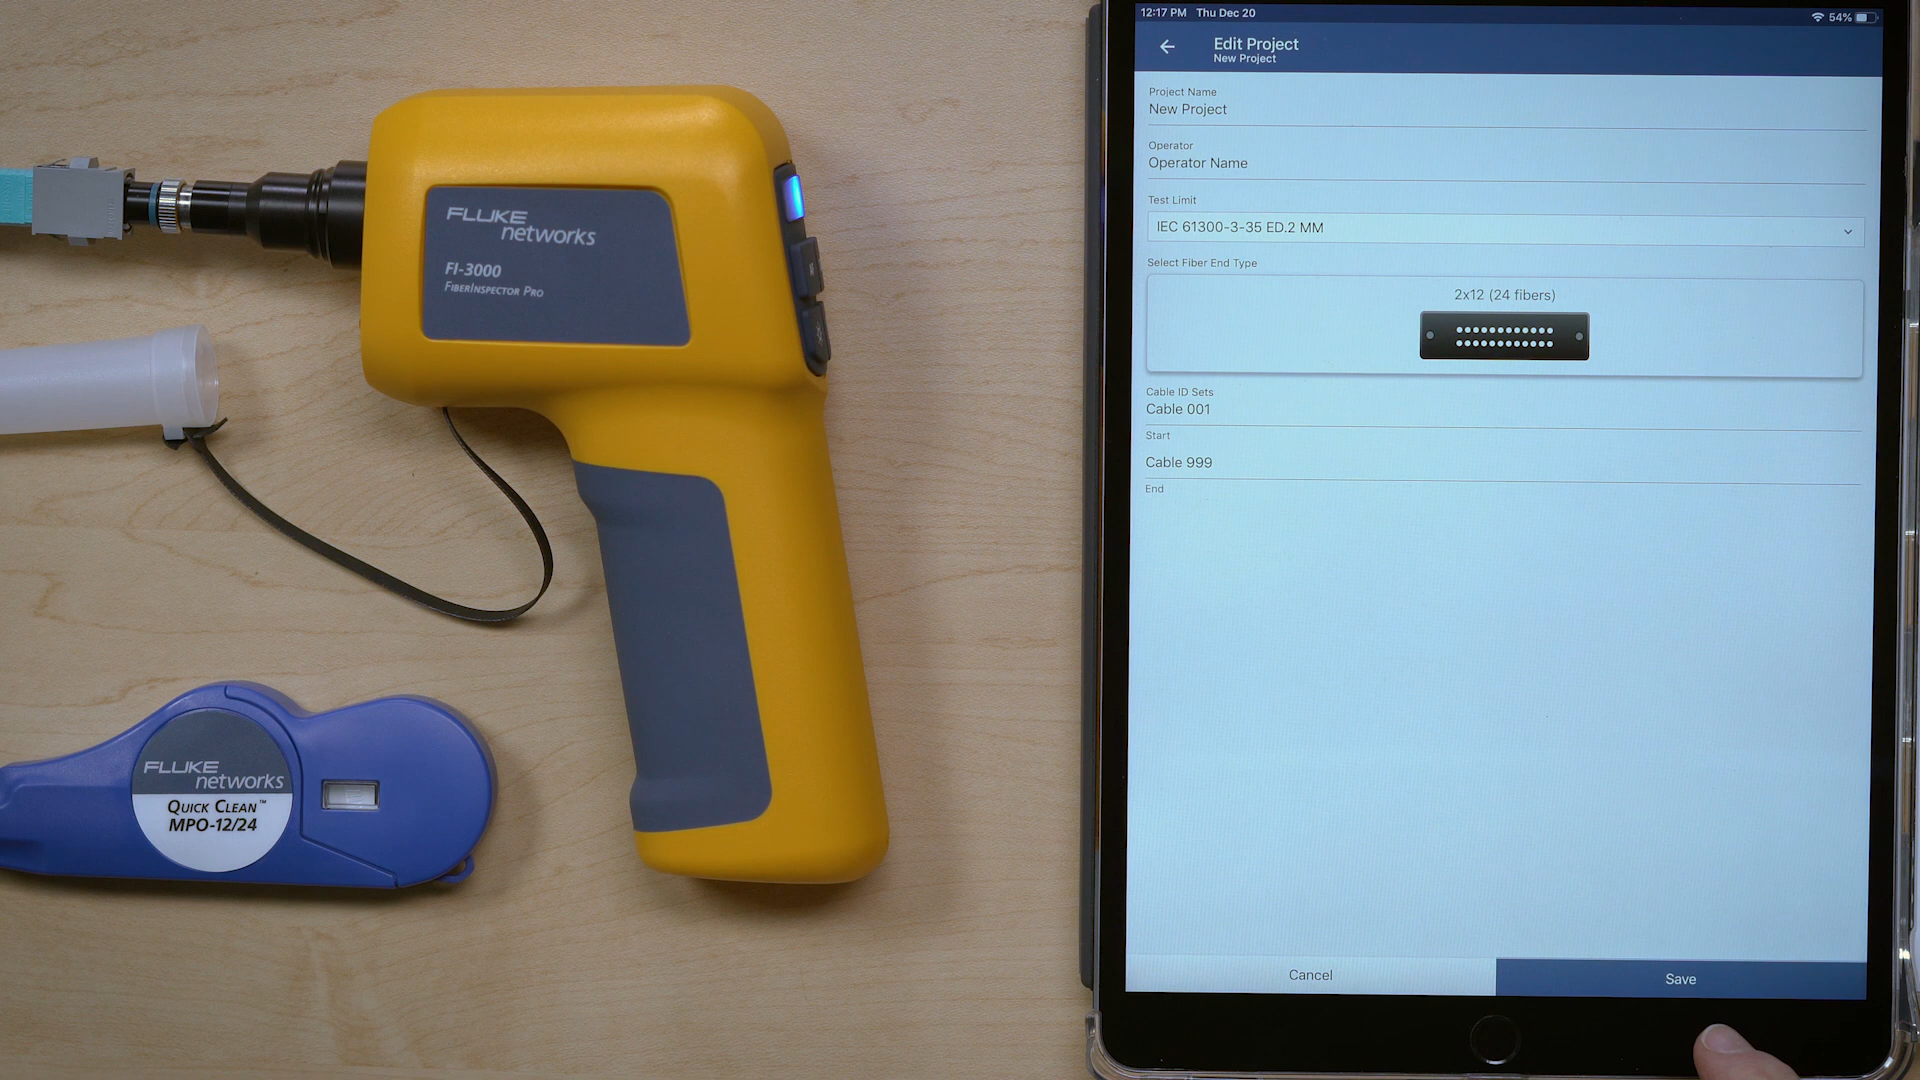 FLUKE
networks
FI-3000
FIBERINSPECTOR PRO
FLUKE
networks
QUICK CLEAN™
MPO-12/24
12:17 PM Thu Dec 20
54%
Edit Project
New Project
Project Name
New Project
Operator
Operator Name
Test Limit
IEC 61300-3-35 ED.2 MM
Select Fiber End Type
2x12 (24 fibers)
Cable ID Sets
Cable 001
Start
Cable 999
End
Cancel
Save